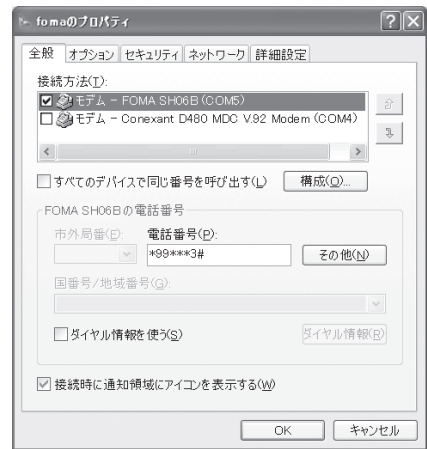 fomaのプロパティ
全般 オプション セキュリティ ネットワーク 詳細設定
接続方法(T):
モデム － FOMA SH06B (COM5)
モデム － Conexant D480 MDC V.92 Modem (COM4)
すべてのデバイスで同じ番号を呼び出す(L) 構成(O)...
FOMA SH06Bの電話番号
市外局番(E): 電話番号(P):
*99***3# その他(N)
国番号/地域番号(G):
ダイヤル情報を使う(S) ダイヤル情報(R)
接続時に通知領域にアイコンを表示する(W)
OK キャンセル